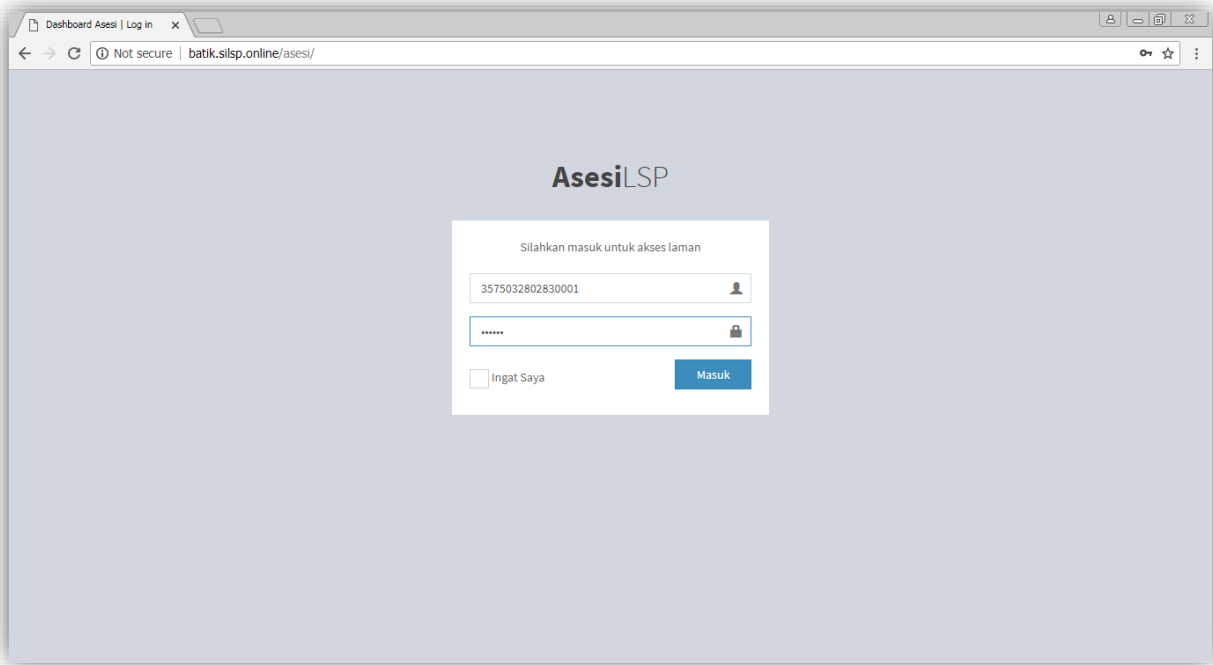 Dashboard Asesi | Log in
Not secure | batik.silsp.online/asesi/
AsesiLSP
Silahkan masuk untuk akses laman
3575032802830001
••••••
Ingat Saya
Masuk